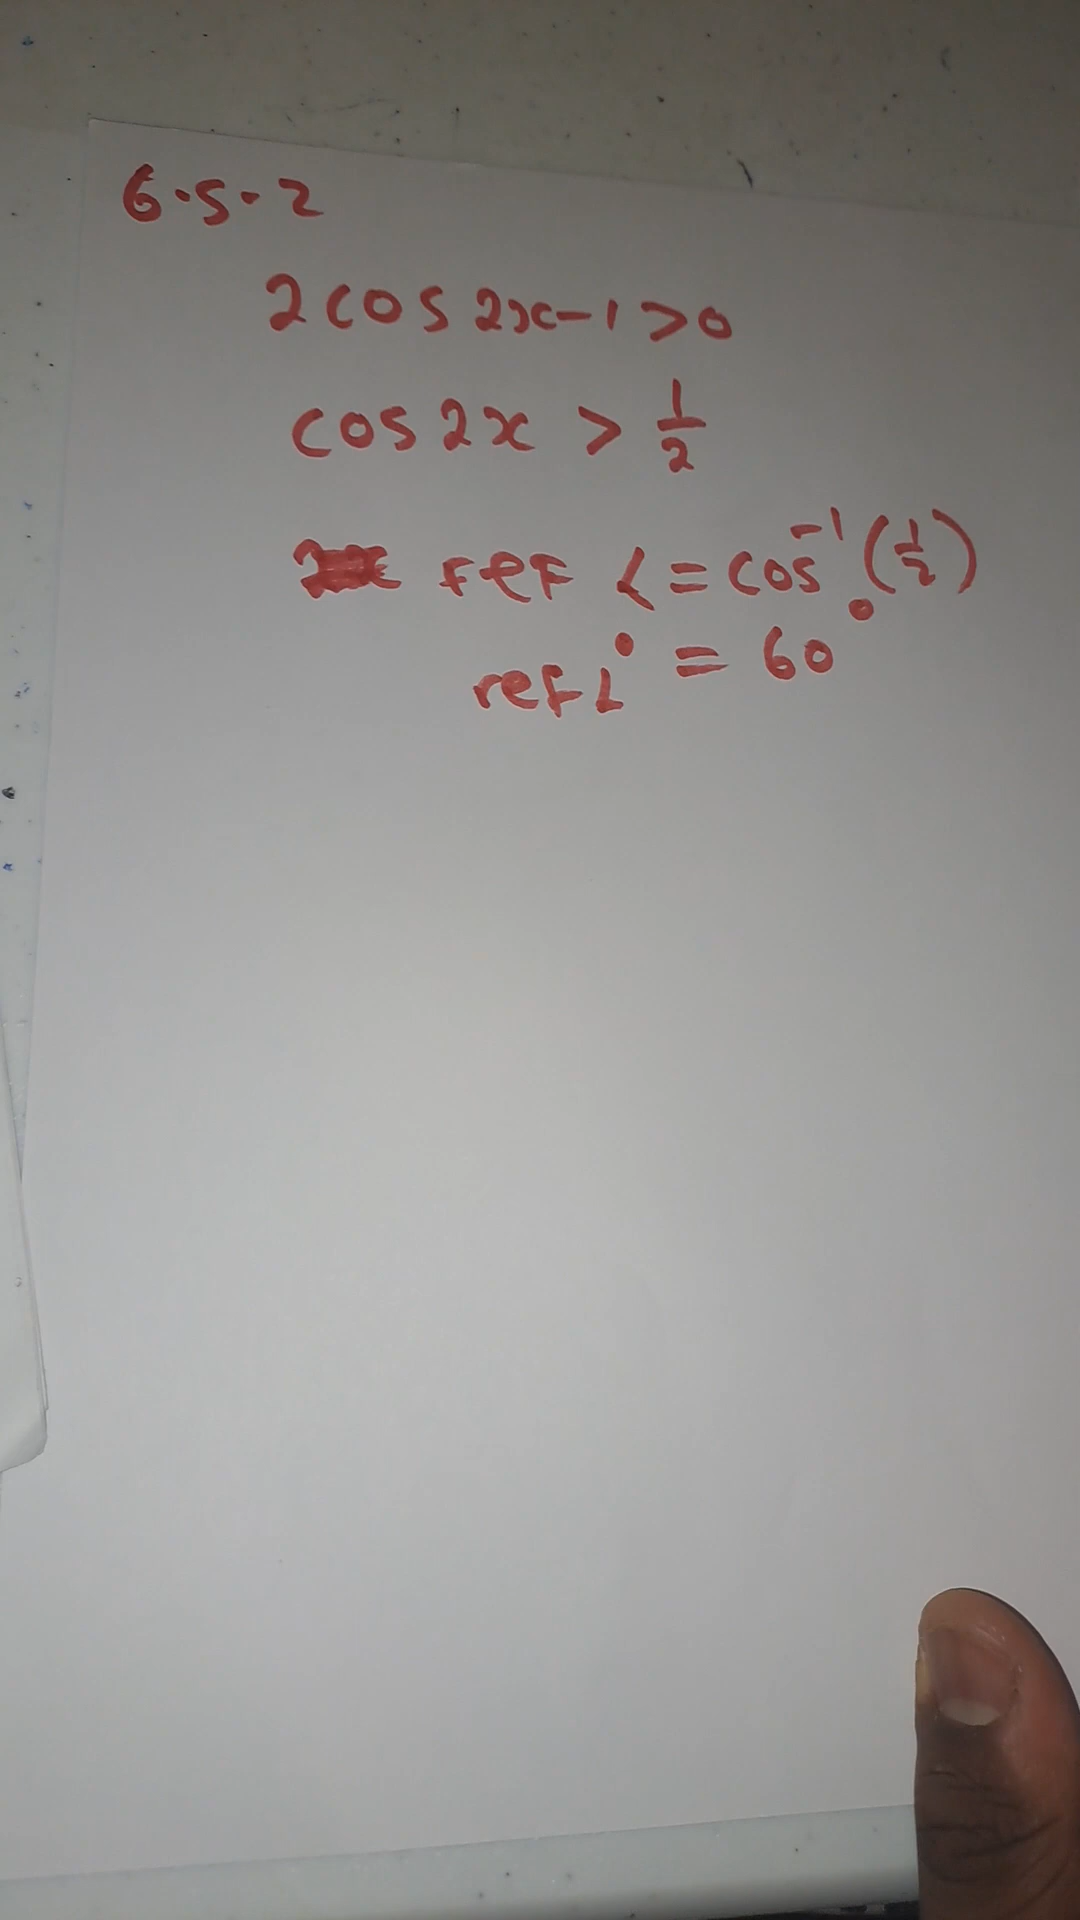 6.5.2
2cos2x-1>0
cos2x > 1/2
ref ∠ = cos⁻¹(1/2)
ref∠ = 60°